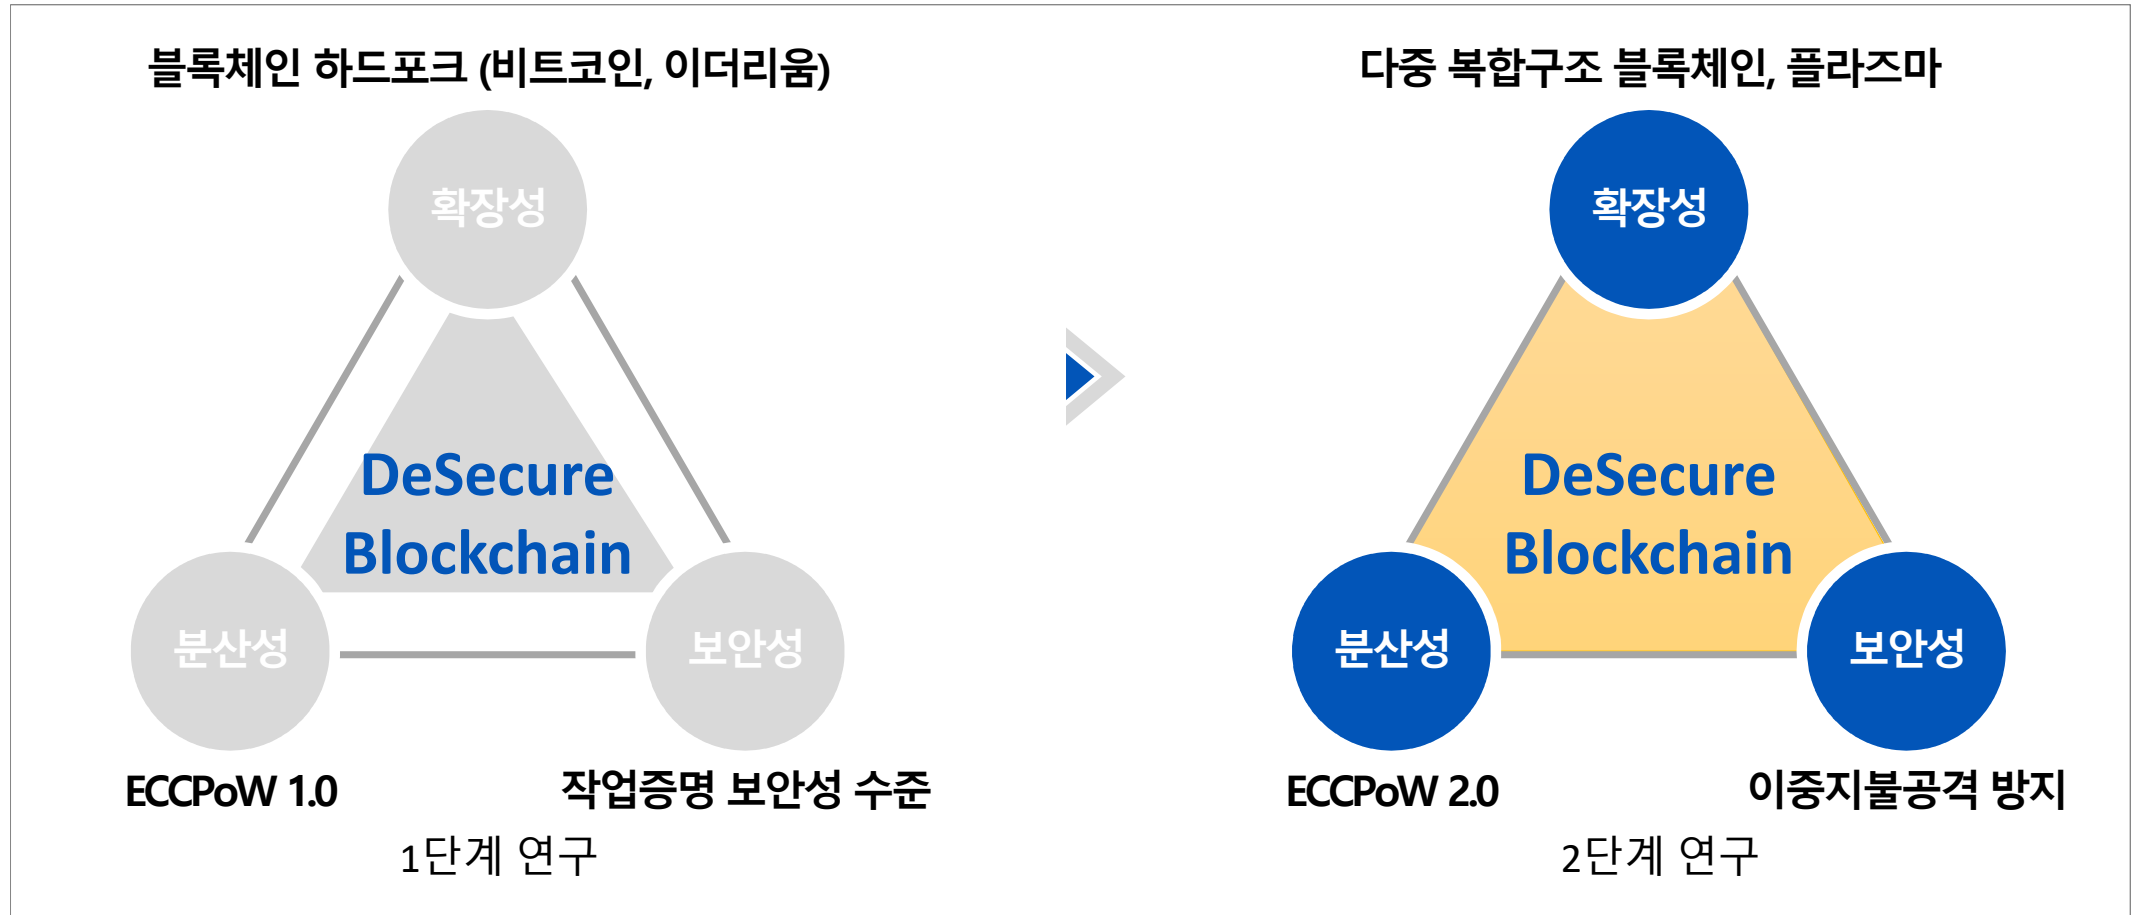 블록체인 하드포크 (비트코인, 이더리움)
확장성
DeSecure
Blockchain
분산성
보안성
ECCPoW 1.0
작업증명 보안성 수준
1단계 연구
다중 복합구조 블록체인, 플라즈마
확장성
DeSecure
Blockchain
분산성
보안성
ECCPoW 2.0
이중지불공격 방지
2단계 연구